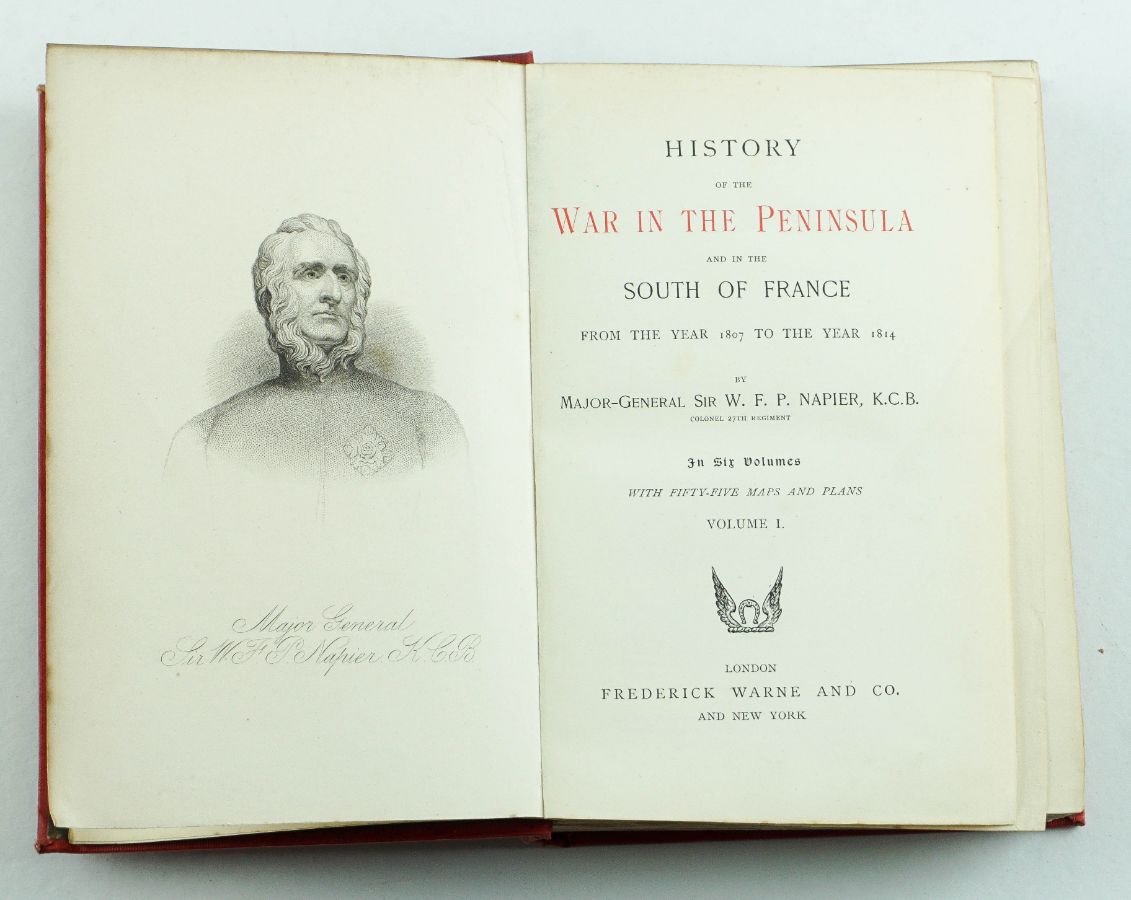 Major General
Sir W. F. P. Napier. K.C.B.
HISTORY
OF THE
WAR IN THE PENINSULA
AND IN THE
SOUTH OF FRANCE
FROM THE YEAR 1807 TO THE YEAR 1814
BY
MAJOR-GENERAL SIR W. F. P. NAPIER, K.C.B.
COLONEL 27TH REGIMENT
In Six Volumes
WITH FIFTY-FIVE MAPS AND PLANS
VOLUME I.
LONDON
FREDERICK WARNE AND CO.
AND NEW YORK